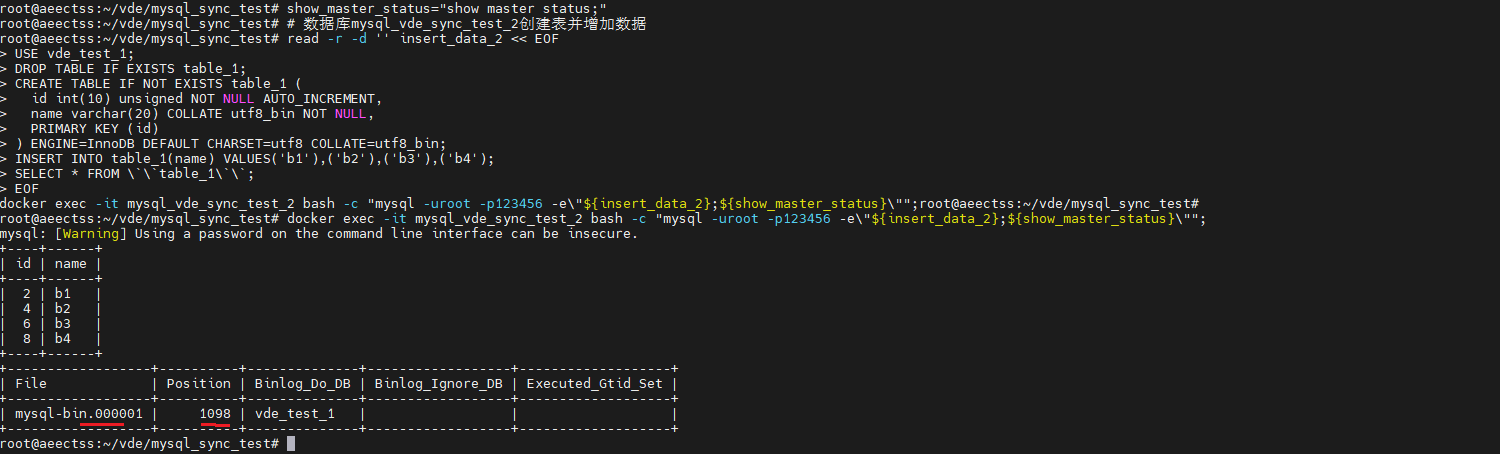 root@aeectss:~/vde/mysql_sync_test# show_master_status="show master status;"
root@aeectss:~/vde/mysql_sync_test# # 数据库mysql_vde_sync_test_2创建表并增加数据
root@aeectss:~/vde/mysql_sync_test# read -r -d '' insert_data_2 << EOF
> USE vde_test_1;
> DROP TABLE IF EXISTS table_1;
> CREATE TABLE IF NOT EXISTS table_1 (
>   id int(10) unsigned NOT NULL AUTO_INCREMENT,
>   name varchar(20) COLLATE utf8_bin NOT NULL,
>   PRIMARY KEY (id)
> ) ENGINE=InnoDB DEFAULT CHARSET=utf8 COLLATE=utf8_bin;
> INSERT INTO table_1(name) VALUES('b1'),('b2'),('b3'),('b4');
> SELECT * FROM \`\`table_1\`\`;
> EOF
docker exec -it mysql_vde_sync_test_2 bash -c "mysql -uroot -p123456 -e\"${insert_data_2};${show_master_status}\"";root@aeectss:~/vde/mysql_sync_test#
root@aeectss:~/vde/mysql_sync_test# docker exec -it mysql_vde_sync_test_2 bash -c "mysql -uroot -p123456 -e\"${insert_data_2};${show_master_status}\"";
mysql: [Warning] Using a password on the command line interface can be insecure.
+----+------+
| id | name |
+----+------+
|  2 | b1   |
|  4 | b2   |
|  6 | b3   |
|  8 | b4   |
+----+------+
+------------------+----------+--------------+------------------+-------------------+
| File             | Position | Binlog_Do_DB | Binlog_Ignore_DB | Executed_Gtid_Set |
+------------------+----------+--------------+------------------+-------------------+
| mysql-bin.000001 |     1098 | vde_test_1   |                  |                   |
+------------------+----------+--------------+------------------+-------------------+
root@aeectss:~/vde/mysql_sync_test#